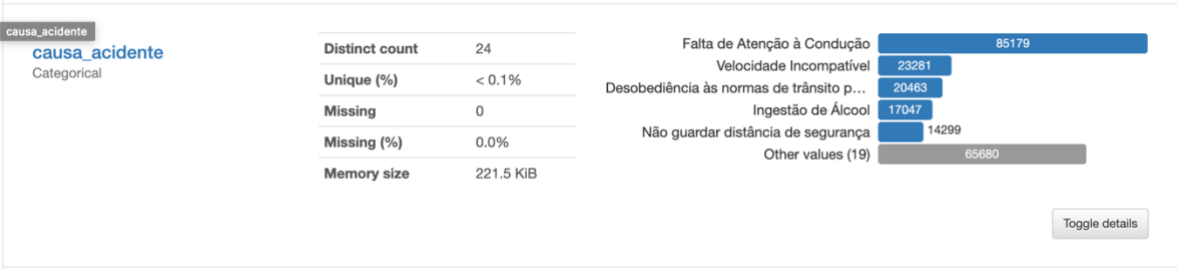 causa_acidente
causa_acidente
Categorical
Distinct count 24
Unique (%) < 0.1%
Missing 0
Missing (%) 0.0%
Memory size 221.5 KiB
Falta de Atenção à Condução 85179
Velocidade Incompatível 23281
Desobediência às normas de trânsito p... 20463
Ingestão de Álcool 17047
Não guardar distância de segurança 14299
Other values (19) 65680
Toggle details